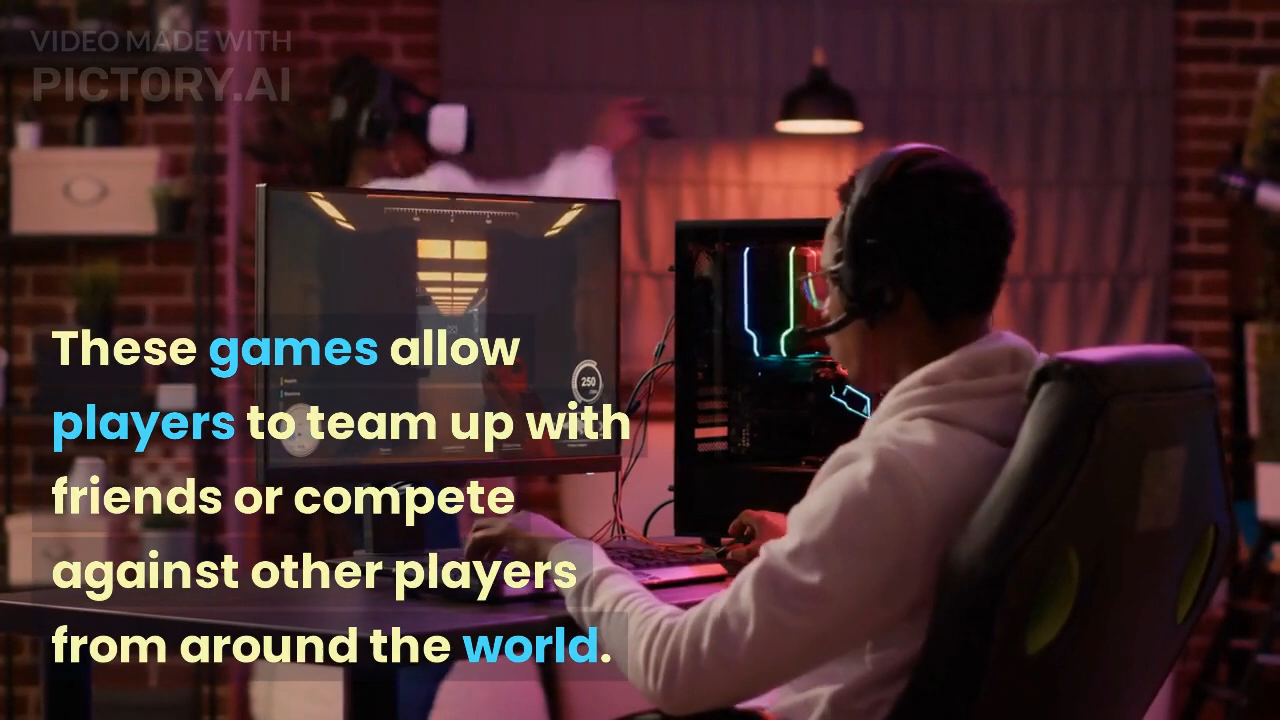 VIDEO MADE WITH
PICTORY.AI
250
These games allow
players to team up with
friends or compete
against other players
from around the world.